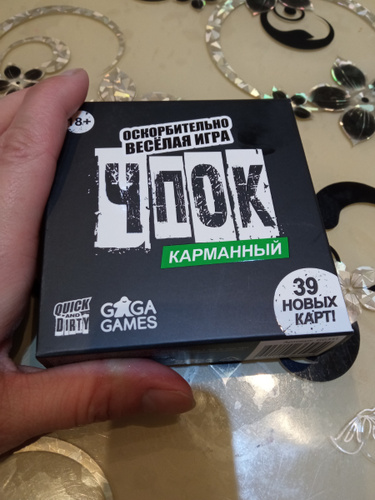 18+
ОСКОРБИТЕЛЬНО
ВЕСЁЛАЯ ИГРА
ЧПОК
КАРМАННЫЙ
QUICK
AND
DIRTY
GAGA
GAMES
39
НОВЫХ
КАРТ!